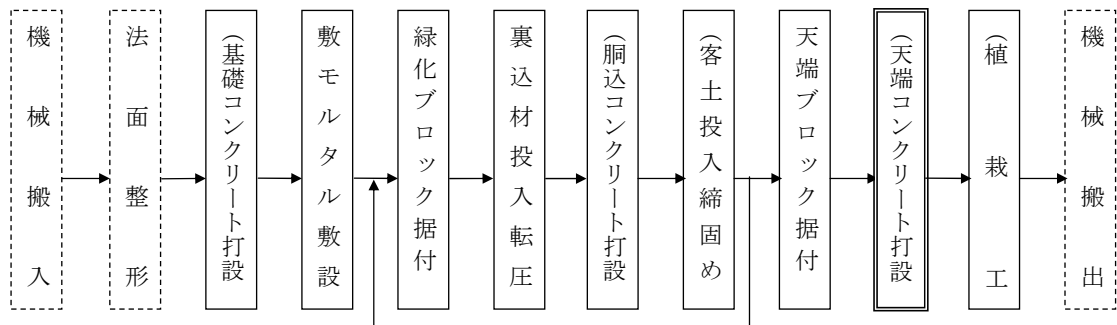 機械搬入
法面整形
(基礎コンクリート打設
敷モルタル敷設
緑化ブロック据付
裏込材投入転圧
(胴込コンクリート打設
(客土投入締固め
天端ブロック据付
(天端コンクリート打設
(植栽工
機械搬出